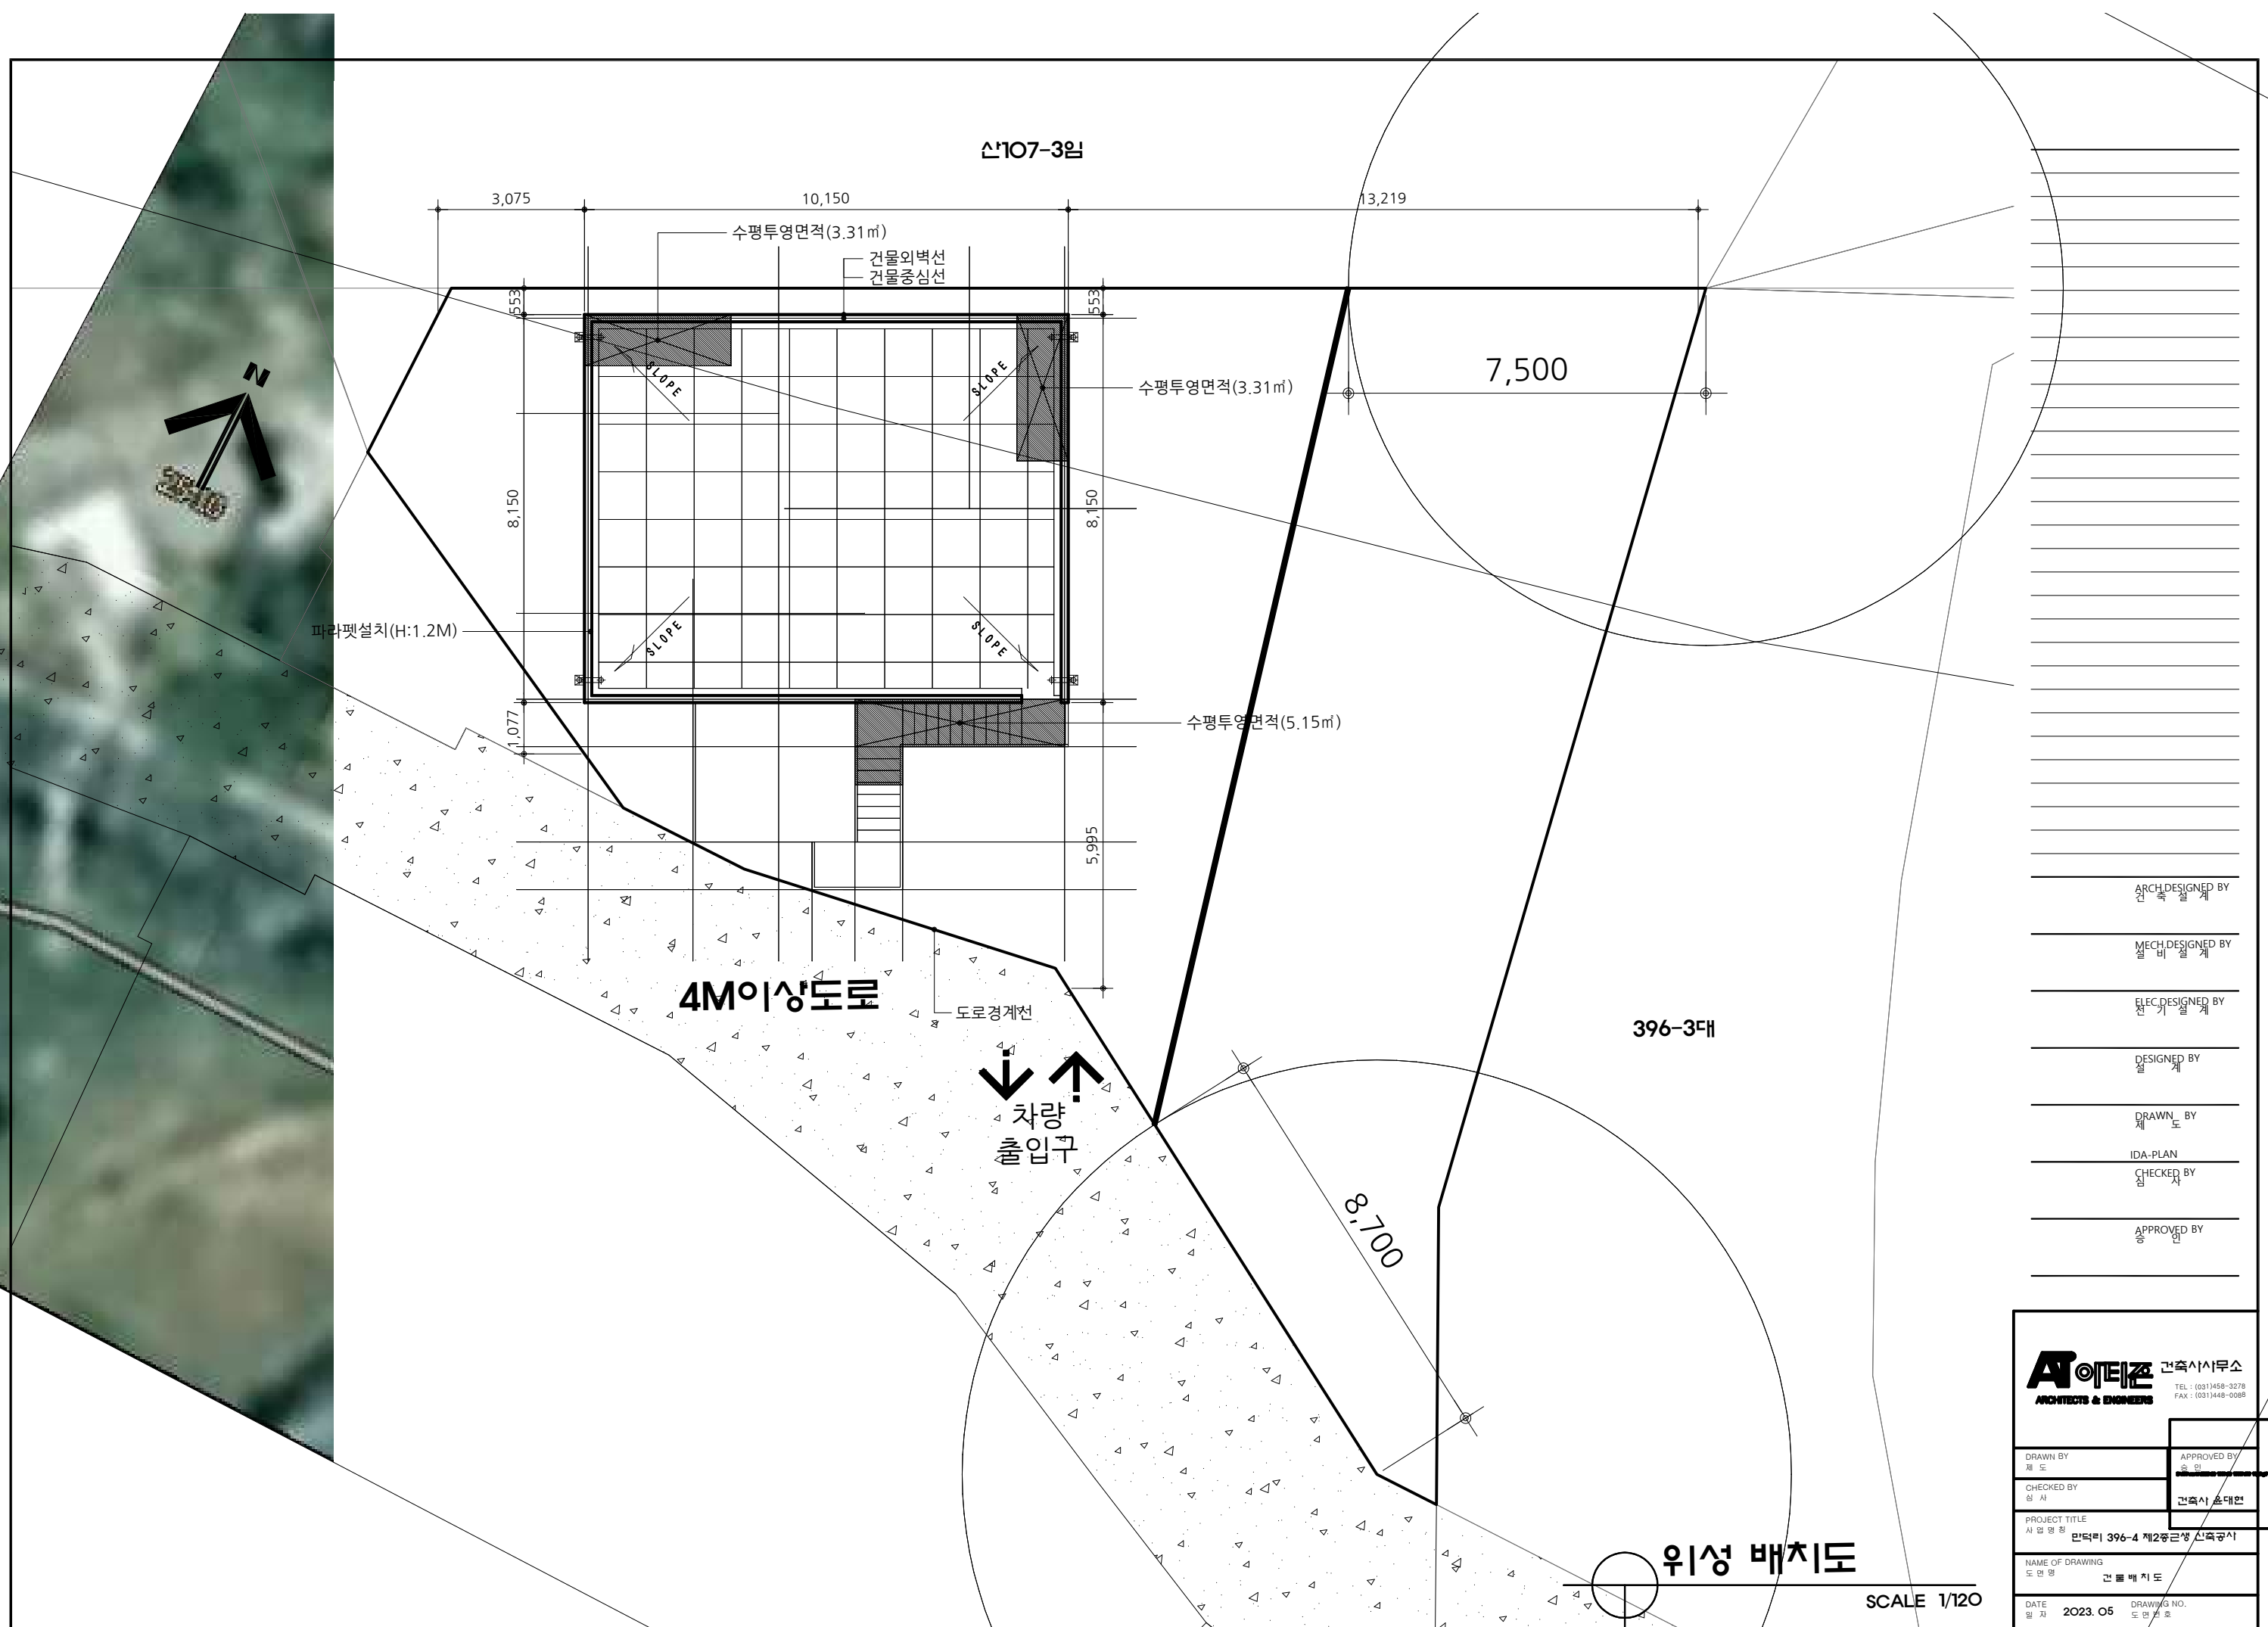 산107-3임
3,075
10,150
13,219
수평투영면적(3.31㎡)
건물외벽선
건물중심선
553
553
N
SLOPE
SLOPE
7,500
수평투영면적(3.31㎡)
8,150
8,150
파라펫설치(H:1.2M)
SLOPE
SLOPE
1,077
수평투영면적(5.15㎡)
5,995
4M이상도로
도로경계선
396-3대
차량
출입구
8,700
위성 배치도
SCALE 1/120
ARCH.DESIGNED BY
건 축 설 계
MECH.DESIGNED BY
설 비 설 계
ELEC.DESIGNED BY
전 기 설 계
DESIGNED BY
설 계
DRAWN BY
제 도
IDA-PLAN
CHECKED BY
심 사
APPROVED BY
승 인
AT 에티죤 건축사사무소
TEL : (031)458-3278
FAX : (031)448-0088
ARCHITECTS & ENGINEERS
DRAWN BY
제 도
APPROVED BY
승 인
CHECKED BY
심 사
건축사 윤대현
PROJECT TITLE
사 업 명 칭
만덕리 396-4 제2종근생 신축공사
NAME OF DRAWING
도 면 명
건 물 배 치 도
DATE
일 자
2023. 05
DRAWING NO.
도 면 번 호